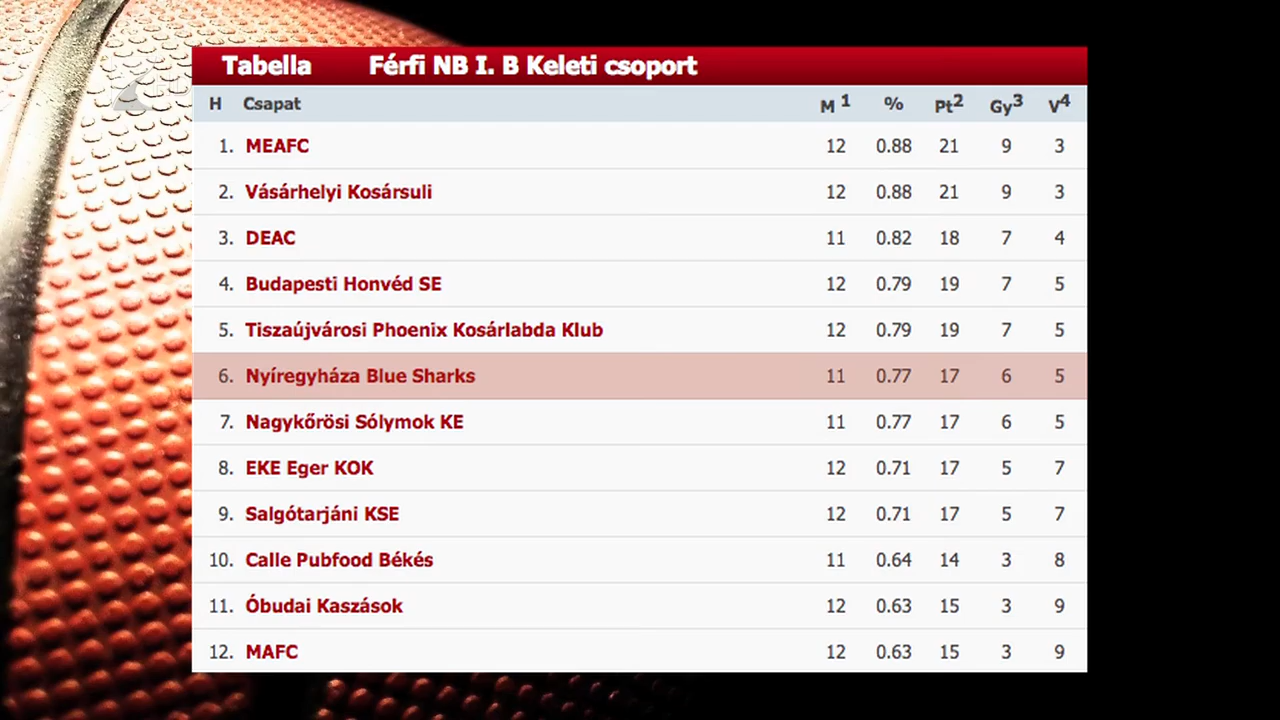 Tabella Férfi NB I. B Keleti csoport
H Csapat M 1 % Pt2 Gy3 V4
1. MEAFC 12 0.88 21 9 3
2. Vásárhelyi Kosársuli 12 0.88 21 9 3
3. DEAC 11 0.82 18 7 4
4. Budapesti Honvéd SE 12 0.79 19 7 5
5. Tiszaújvárosi Phoenix Kosárlabda Klub 12 0.79 19 7 5
6. Nyíregyháza Blue Sharks 11 0.77 17 6 5
7. Nagykőrösi Sólymok KE 11 0.77 17 6 5
8. EKE Eger KOK 12 0.71 17 5 7
9. Salgótarjáni KSE 12 0.71 17 5 7
10. Calle Pubfood Békés 11 0.64 14 3 8
11. Óbudai Kaszások 12 0.63 15 3 9
12. MAFC 12 0.63 15 3 9